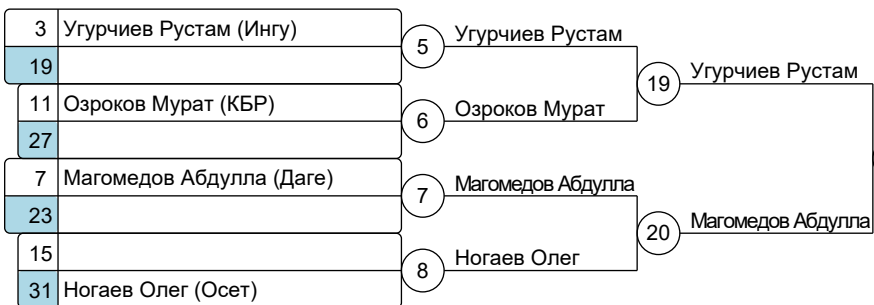 3 Угурчиев Рустам (Ингу)
19
5 Угурчиев Рустам
11 Озроков Мурат (КБР)
27
6 Озроков Мурат
19 Угурчиев Рустам
7 Магомедов Абдулла (Даге)
23
7 Магомедов Абдулла
15
31 Ногаев Олег (Осет)
8 Ногаев Олег
20 Магомедов Абдулла